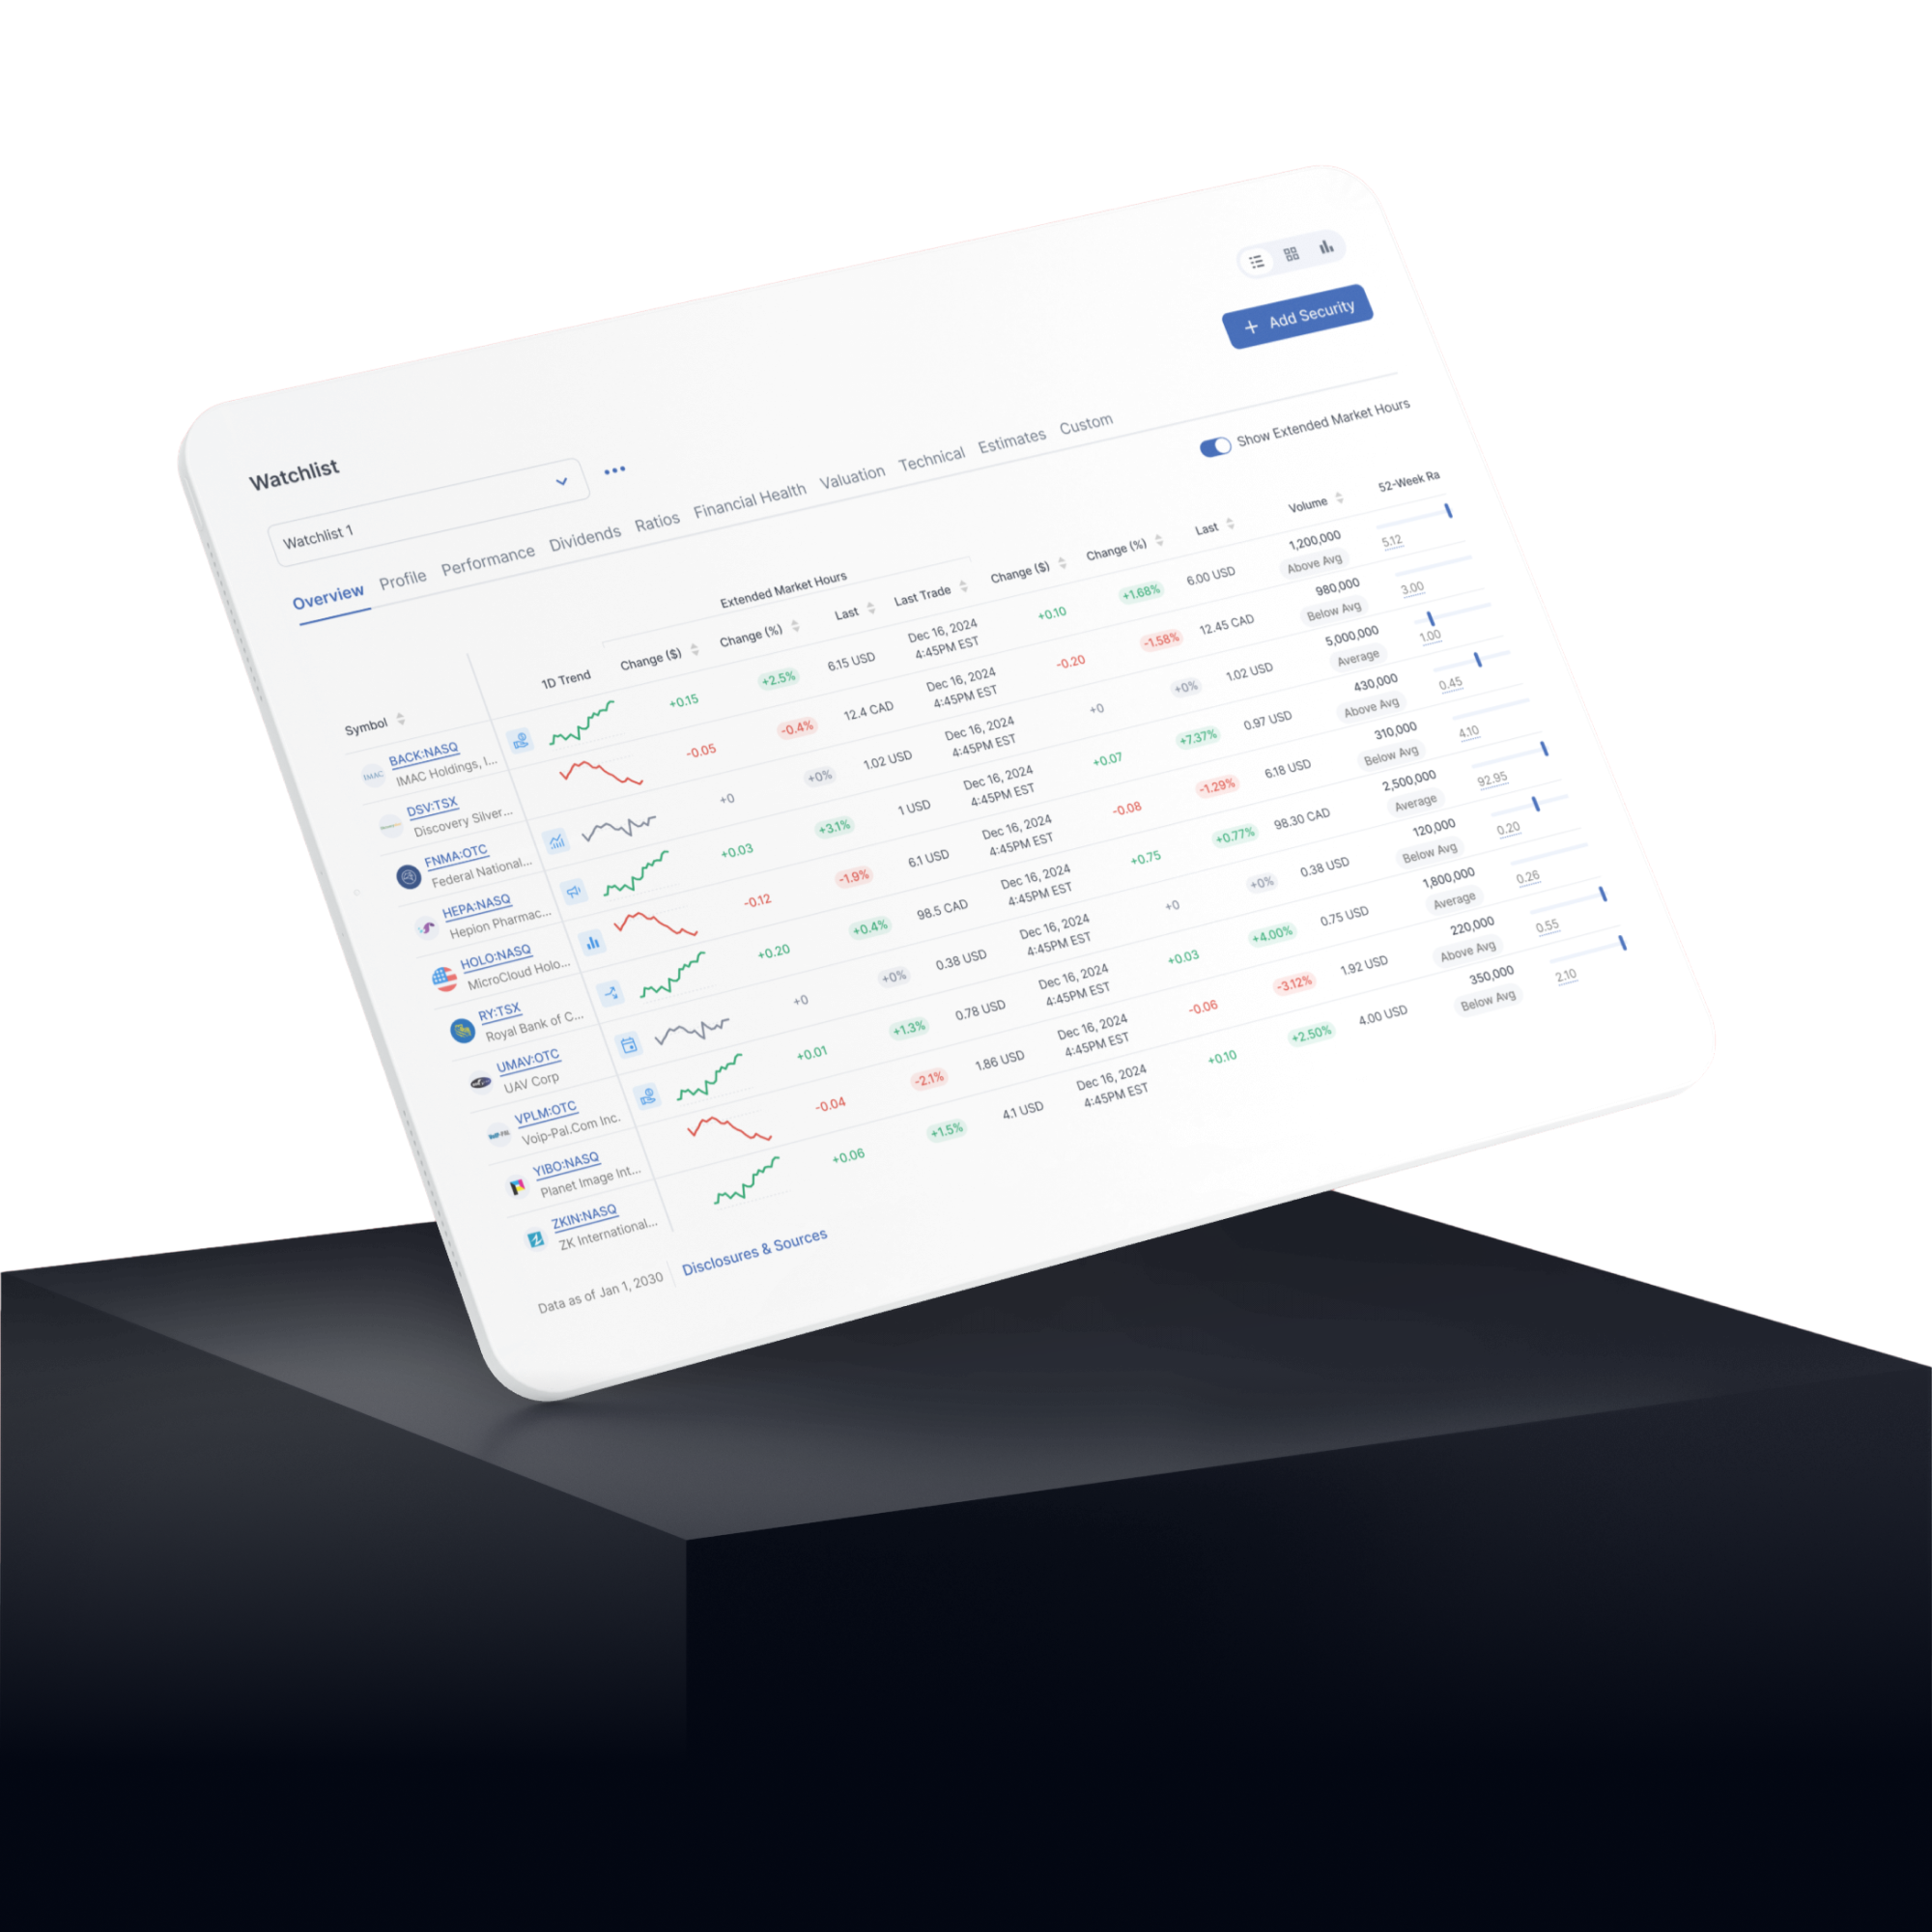 Add Security
Watchlist
Watchlist 1
Overview Profile Performance Dividends Ratios Financial Health Valuation Technical Estimates Custom
Show Extended Market Hours
Extended Market Hours
Symbol 1D Trend Change ($) Change (%) Last Last Trade Change ($) Change (%) Last Volume 52-Week Ra
BACK:NASQ +0.15 +2.5% 6.15 USD Dec 16, 2024 +0.10 +1.68% 6.00 USD 1,200,000
IMAC Holdings, I... 4:45PM EST Above Avg 5.12
DSV:TSX -0.05 -0.4% 12.4 CAD Dec 16, 2024 -0.20 -1.58% 12.45 CAD 980,000
Discovery Silver... 4:45PM EST Below Avg 3.00
FNMA:OTC +0 +0% 1.02 USD Dec 16, 2024 +0 +0% 1.02 USD 5,000,000
Federal National... 4:45PM EST Average 1.00
HEPA:NASQ +0.03 +3.1% 1 USD Dec 16, 2024 +0.07 +7.37% 0.97 USD 430,000
Hepion Pharmac... 4:45PM EST Above Avg 0.45
HOLO:NASQ -0.12 -1.9% 6.1 USD Dec 16, 2024 -0.08 -1.29% 6.18 USD 310,000
MicroCloud Holo... 4:45PM EST Below Avg 4.10
RY:TSX +0.20 +0.4% 98.5 CAD Dec 16, 2024 +0.75 +0.77% 98.30 CAD 2,500,000
Royal Bank of C... 4:45PM EST Average 92.95
UMAV:OTC +0 +0% 0.38 USD Dec 16, 2024 +0 +0% 0.38 USD 120,000
UAV Corp 4:45PM EST Below Avg 0.20
VPLM:OTC +0.01 +1.3% 0.78 USD Dec 16, 2024 +0.03 +4.00% 0.75 USD 1,800,000
Voip-Pal.Com Inc. 4:45PM EST Average 0.26
YIBO:NASQ -0.04 -2.1% 1.86 USD Dec 16, 2024 -0.06 -3.12% 1.92 USD 220,000
Planet Image Int... 4:45PM EST Above Avg 0.55
ZKIN:NASQ +0.06 +1.5% 4.1 USD Dec 16, 2024 +0.10 +2.50% 4.00 USD 350,000
ZK International... 4:45PM EST Below Avg 2.10
Data as of Jan 1, 2030 Disclosures & Sources
IMAC